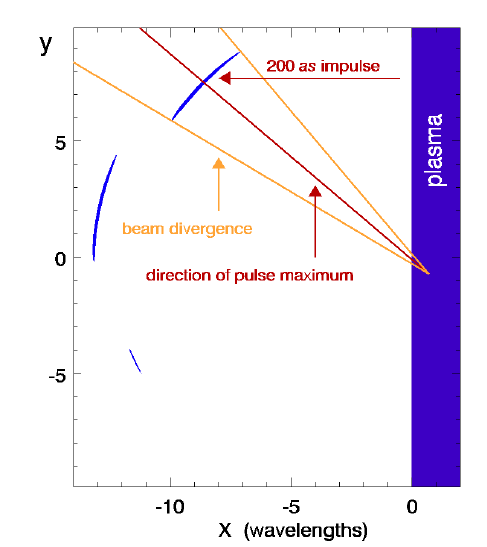 y
200 as impulse
plasma
5
beam divergence
0
direction of pulse maximum
-5
-10 -5 0
X (wavelengths)